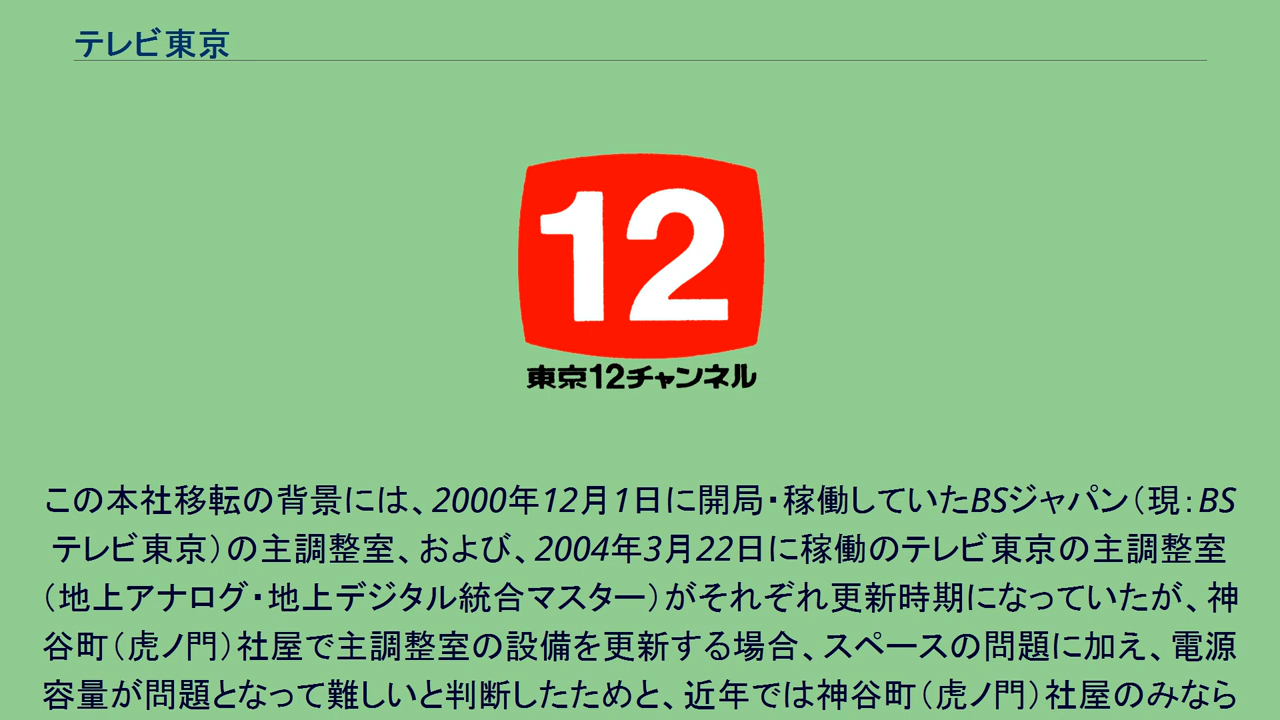 テレビ東京
12
東京12チャンネル
この本社移転の背景には、2000年12月1日に開局・稼働していたBSジャパン（現：BS
テレビ東京）の主調整室、および、2004年3月22日に稼働のテレビ東京の主調整室
（地上アナログ・地上デジタル統合マスター）がそれぞれ更新時期になっていたが、神
谷町（虎ノ門）社屋で主調整室の設備を更新する場合、スペースの問題に加え、電源
容量が問題となって難しいと判断したためと、近年では神谷町（虎ノ門）社屋のみなら